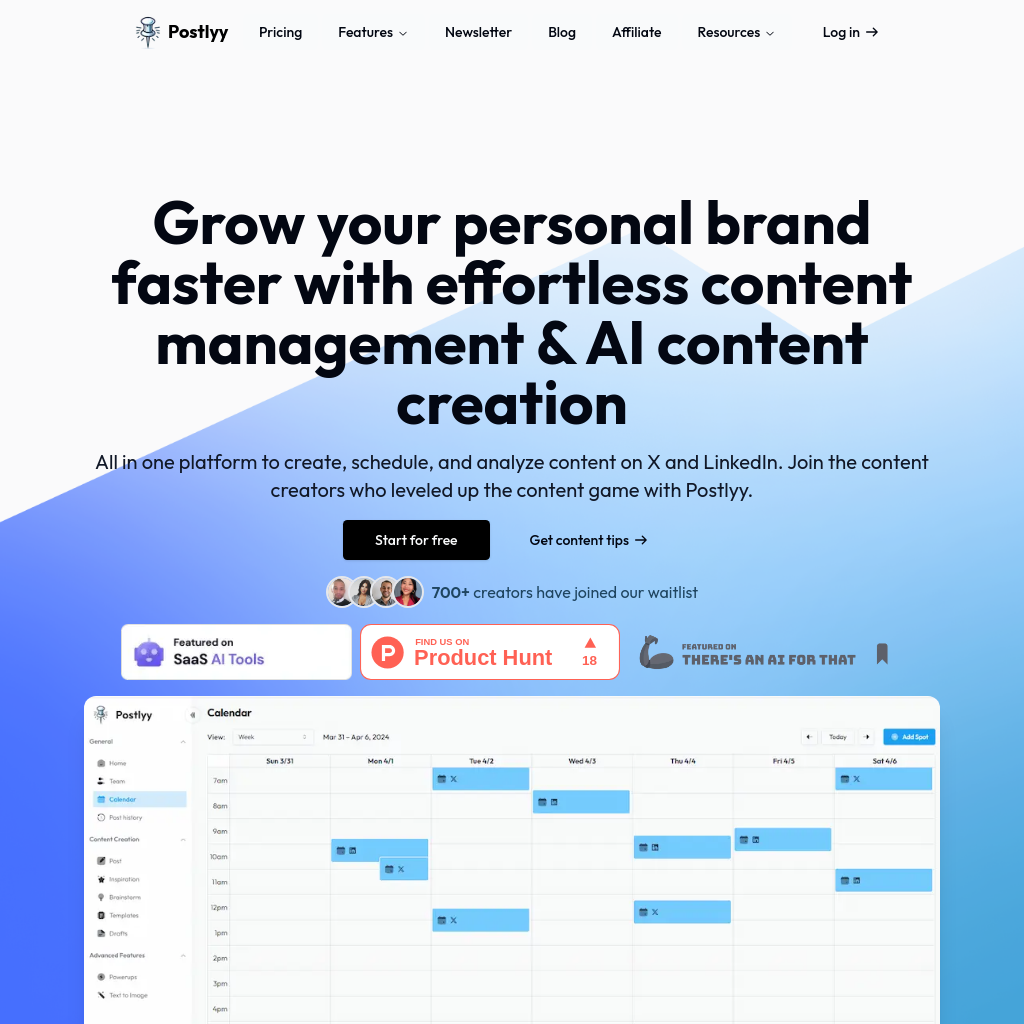 Postlyy
Pricing
Features
Newsletter
Blog
Affiliate
Resources
Log in →
Grow your personal brand
faster with effortless content
management & AI content
creation
All in one platform to create, schedule, and analyze content on X and LinkedIn. Join the content
creators who leveled up the content game with Postlyy.
Start for free
Get content tips →
700+ creators have joined our waitlist
Featured on
SaaS AI Tools
FIND US ON
Product Hunt
18
FEATURED ON
THERE'S AN AI FOR THAT
Postlyy
General
Home
Team
Calendar
Post history
Content Creation
Post
Inspiration
Brainstorm
Templates
Drafts
Advanced Features
Powerups
Text to Image
Calendar
View: Week Mar 31 – Apr 6, 2024
Today
Add Spot
Sun 3/31 Mon 4/1 Tue 4/2 Wed 4/3 Thu 4/4 Fri 4/5 Sat 4/6
7am
8am
9am
10am
11am
12pm
1pm
2pm
3pm
4pm